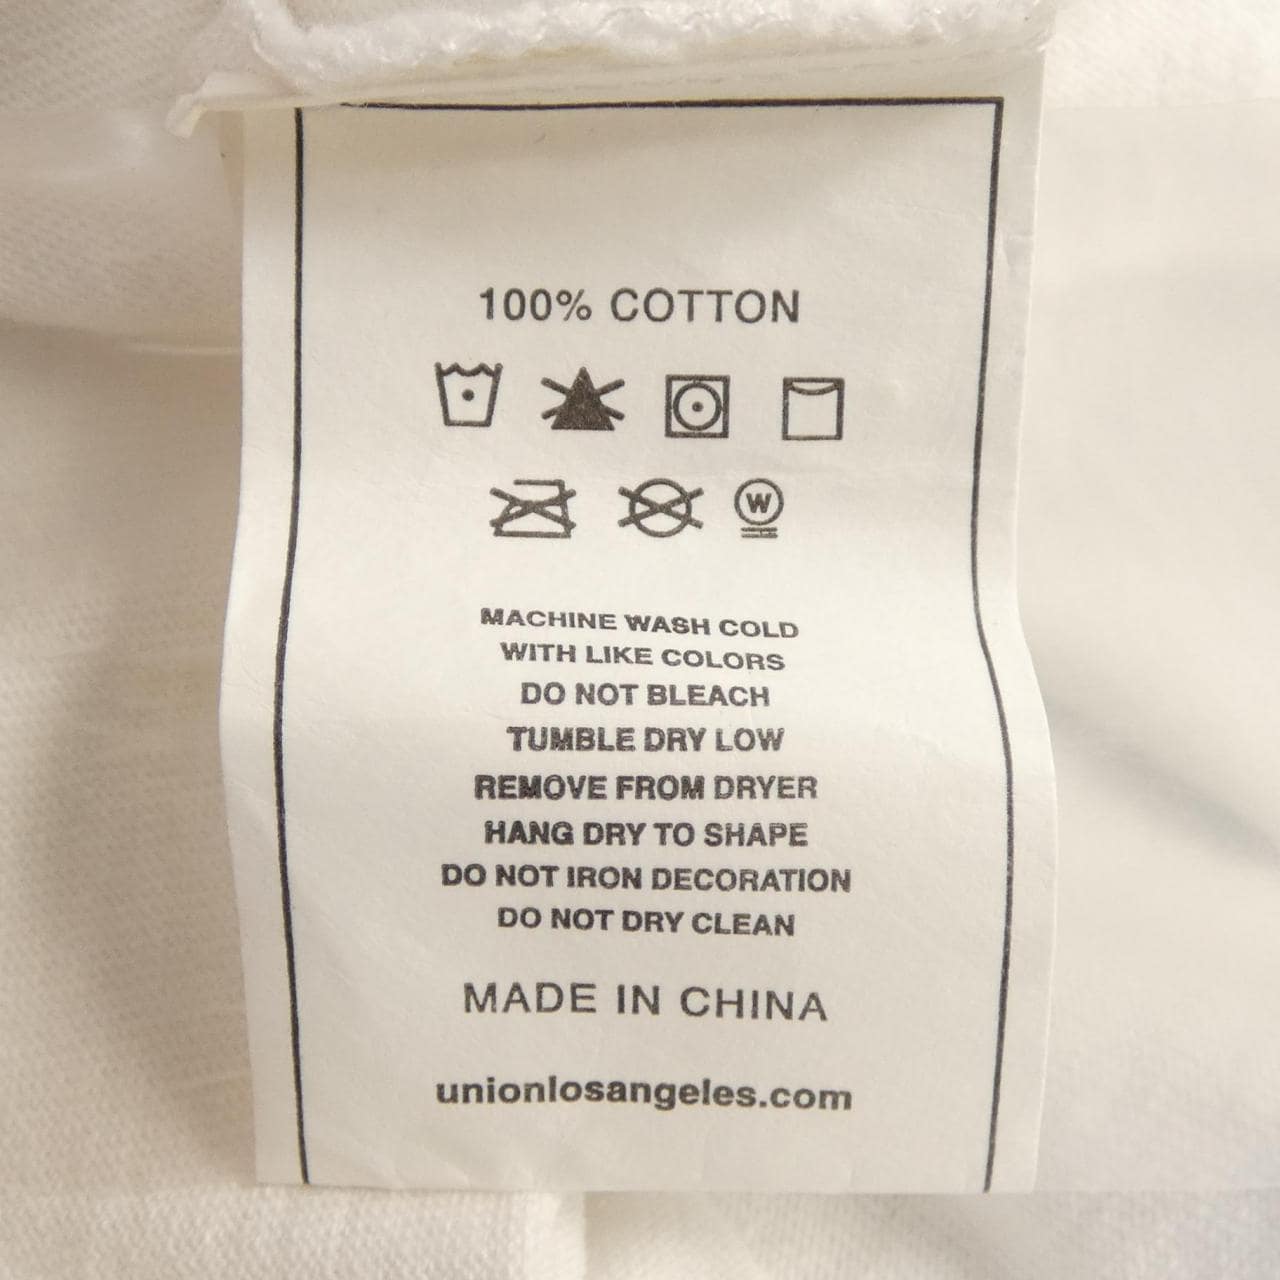 100% COTTON
W
MACHINE WASH COLD
WITH LIKE COLORS
DO NOT BLEACH
TUMBLE DRY LOW
REMOVE FROM DRYER
HANG DRY TO SHAPE
DO NOT IRON DECORATION
DO NOT DRY CLEAN
MADE IN CHINA
unionlosangeles.com